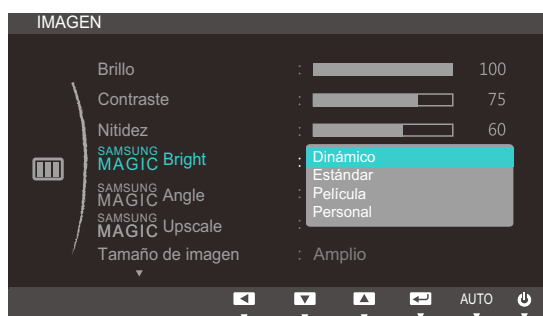 IMAGEN
Brillo : 100
Contraste : 75
Nitidez : 60
SAMSUNG MAGIC Bright : Dinámico
Estándar
SAMSUNG MAGIC Angle : Película
Personal
SAMSUNG MAGIC Upscale :
Tamaño de imagen : Amplio
AUTO